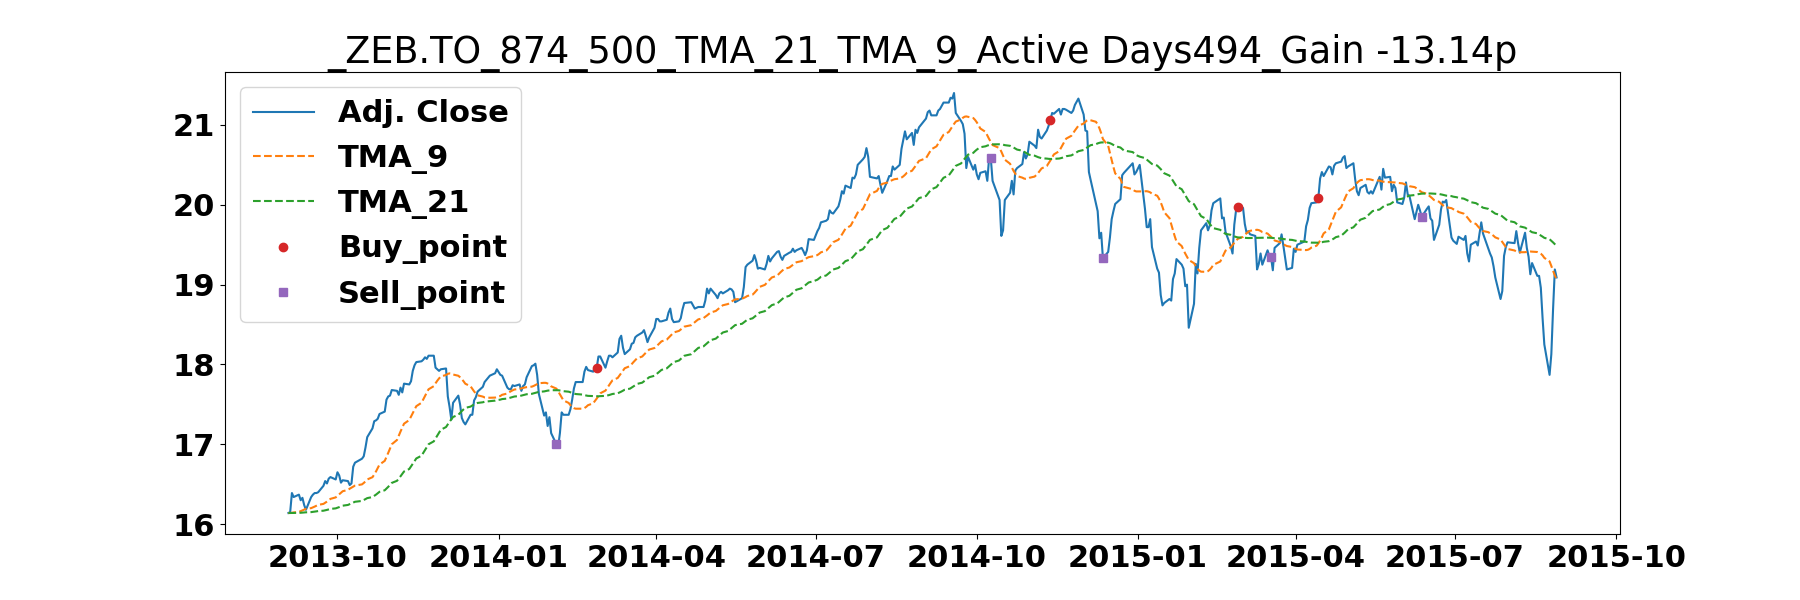 _ZEB.TO_874_500_TMA_21_TMA_9_Active Days494_Gain -13.14p
Adj. Close
TMA_9
TMA_21
Buy_point
Sell_point
21
20
19
18
17
16
2013-10 2014-01 2014-04 2014-07 2014-10 2015-01 2015-04 2015-07 2015-10